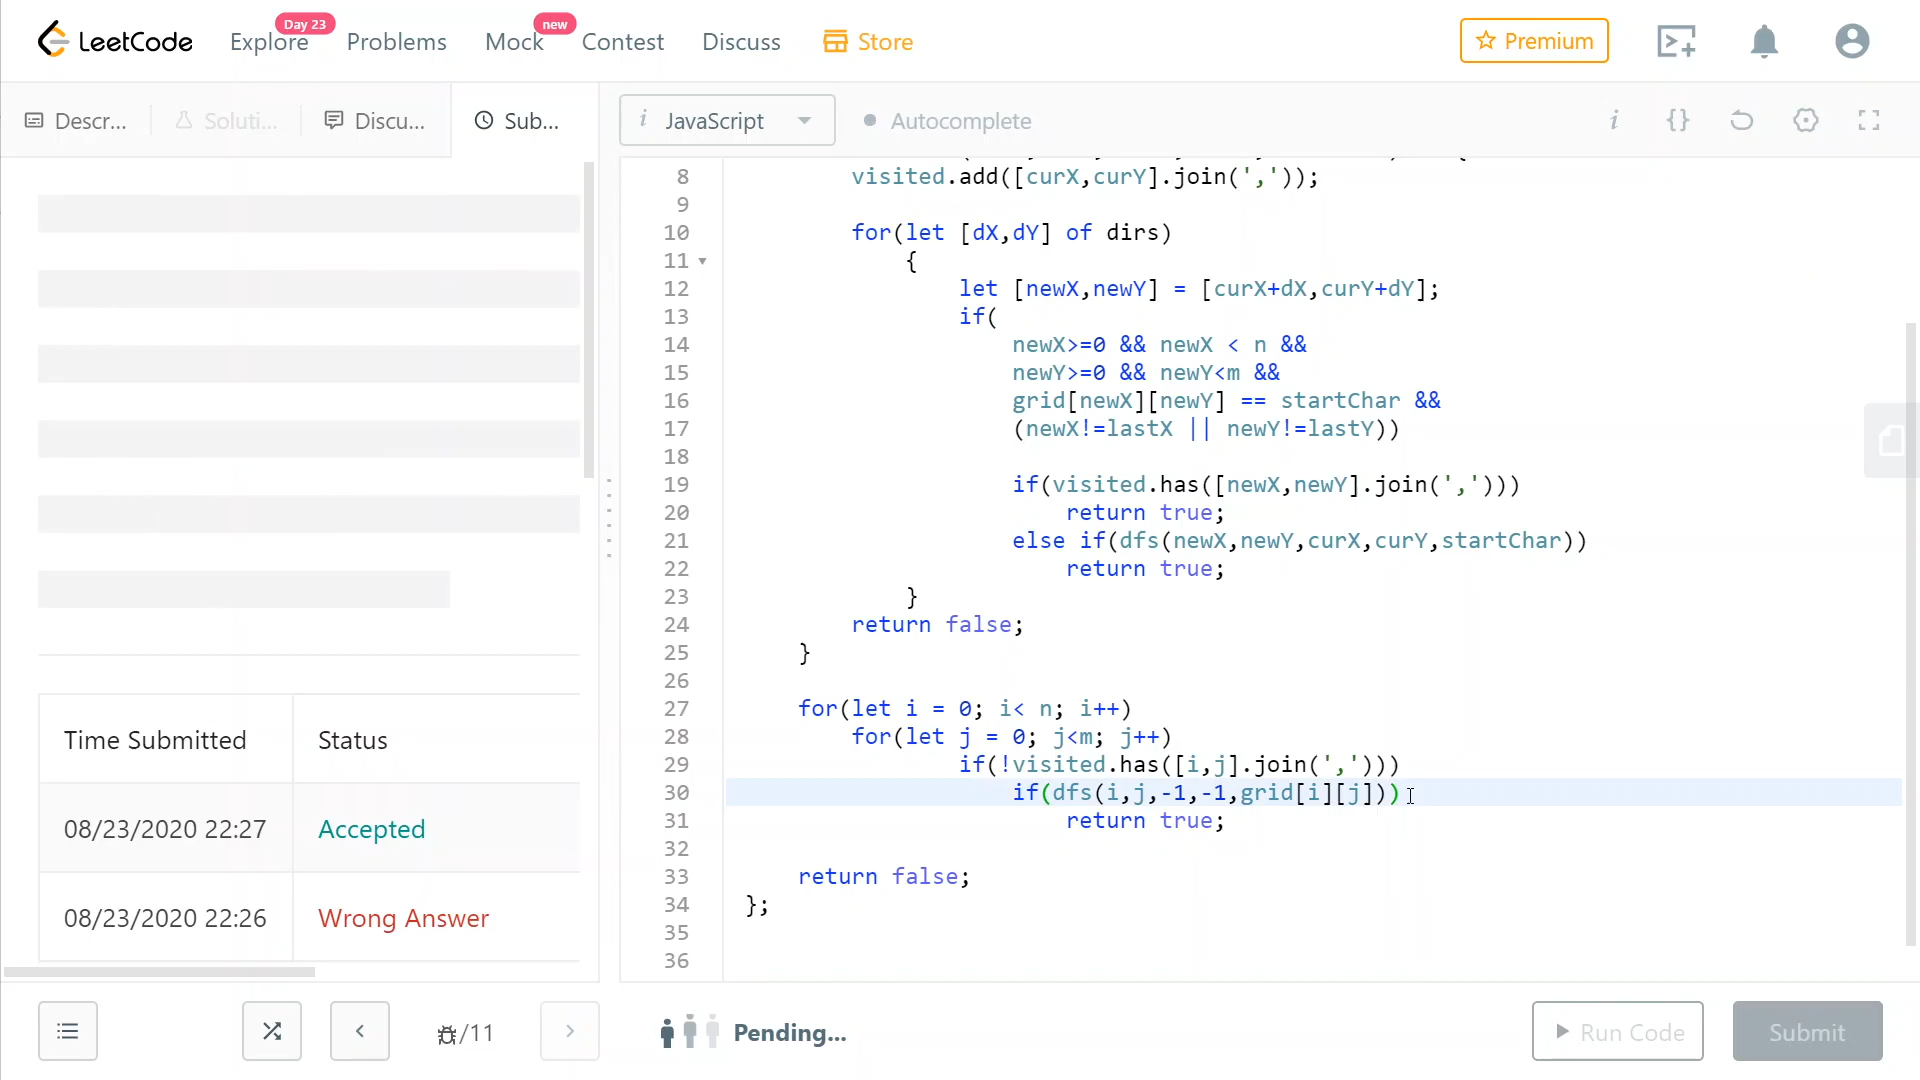 LeetCode
Explore
Day 23
Problems
Mock
new
Contest
Discuss
Store
Premium
Descr...
Soluti...
Discu...
Sub...
i
JavaScript
Autocomplete
i
{}
8 visited.add([curX,curY].join(','));
9
10 for(let [dX,dY] of dirs)
11 {
12 let [newX,newY] = [curX+dX,curY+dY];
13 if(
14 newX>=0 && newX < n &&
15 newY>=0 && newY<m &&
16 grid[newX][newY] == startChar &&
17 (newX!=lastX || newY!=lastY))
18
19 if(visited.has([newX,newY].join(',')))
20 return true;
21 else if(dfs(newX,newY,curX,curY,startChar))
22 return true;
23 }
24 return false;
25 }
26
27 for(let i = 0; i< n; i++)
28 for(let j = 0; j<m; j++)
29 if(!visited.has([i,j].join(',')))
30 if(dfs(i,j,-1,-1,grid[i][j]))
31 return true;
32
33 return false;
34 };
35
36
Time Submitted Status
08/23/2020 22:27 Accepted
08/23/2020 22:26 Wrong Answer
/11
Pending...
Run Code
Submit